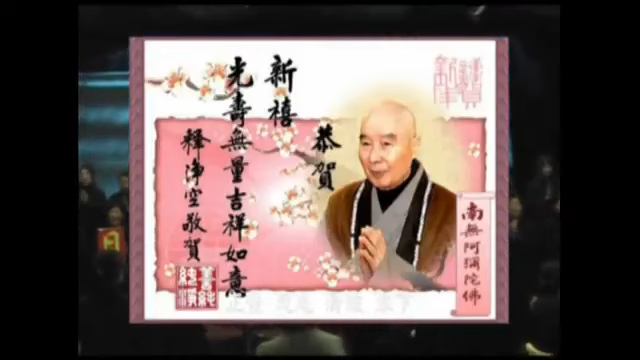 恭賀
新禧
光壽無量吉祥如意
釋淨空敬賀
南無阿彌陀佛